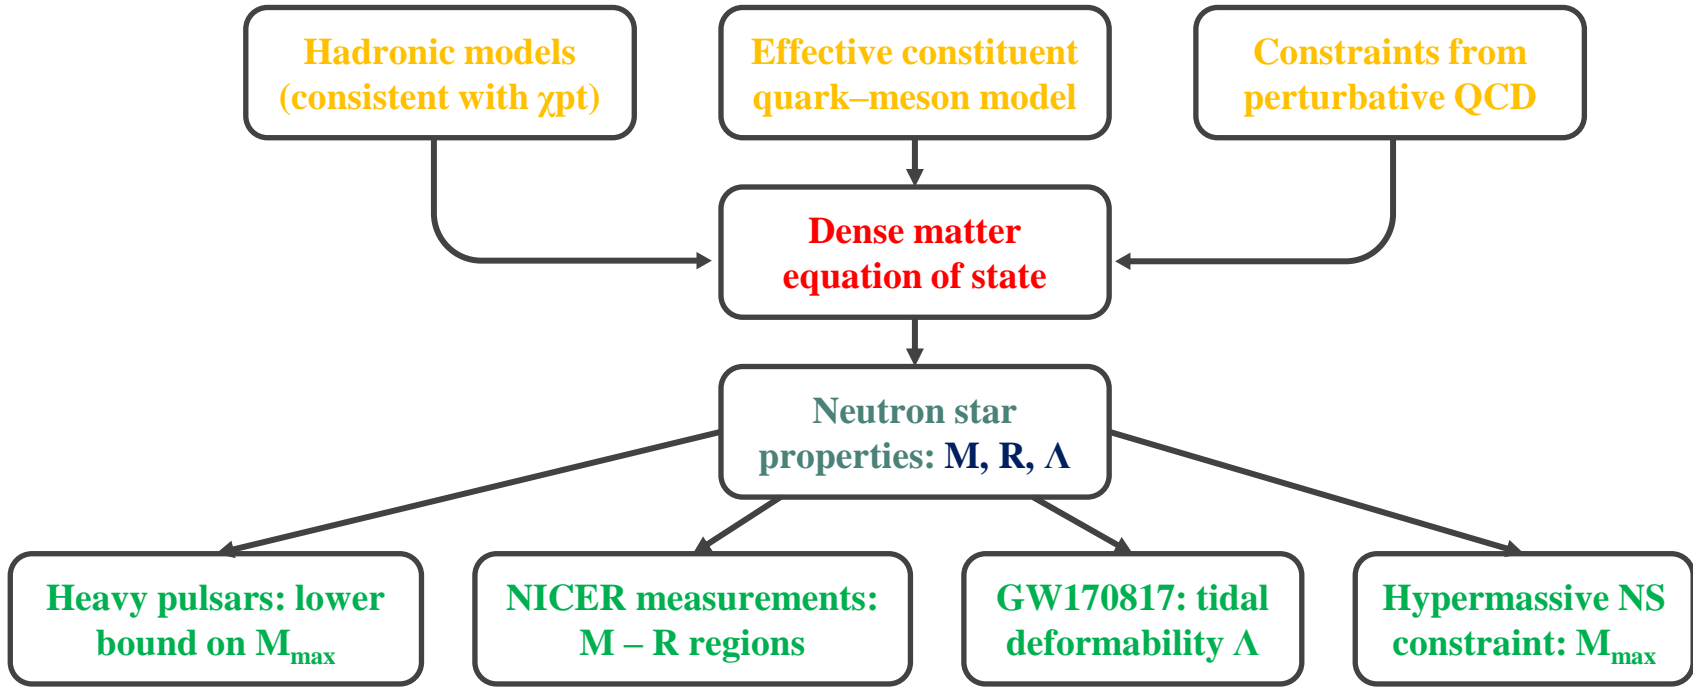 Hadronic models
(consistent with χpt)
Effective constituent
quark–meson model
Constraints from
perturbative QCD
Dense matter
equation of state
Neutron star
properties: M, R, Λ
Heavy pulsars: lower
bound on Mmax
NICER measurements:
M – R regions
GW170817: tidal
deformability Λ
Hypermassive NS
constraint: Mmax